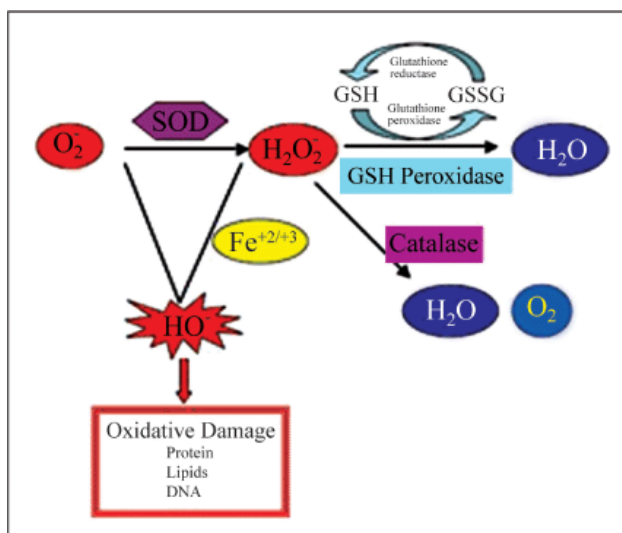 Glutathione
reductase
GSH
GSSG
Glutathione
peroxidase
SOD
O₂⁻
H₂O₂⁻
H₂O
GSH Peroxidase
Fe⁺²/⁺³
Catalase
HO⁻
H₂O
O₂
Oxidative Damage
Protein
Lipids
DNA